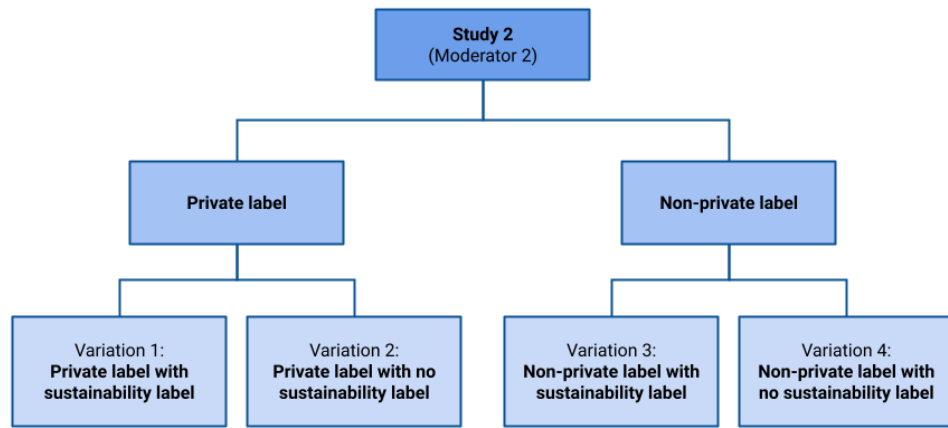 Study 2
(Moderator 2)
Private label
Non-private label
Variation 1:
Private label with
sustainability label
Variation 2:
Private label with no
sustainability label
Variation 3:
Non-private label with
sustainability label
Variation 4:
Non-private label with
no sustainability label